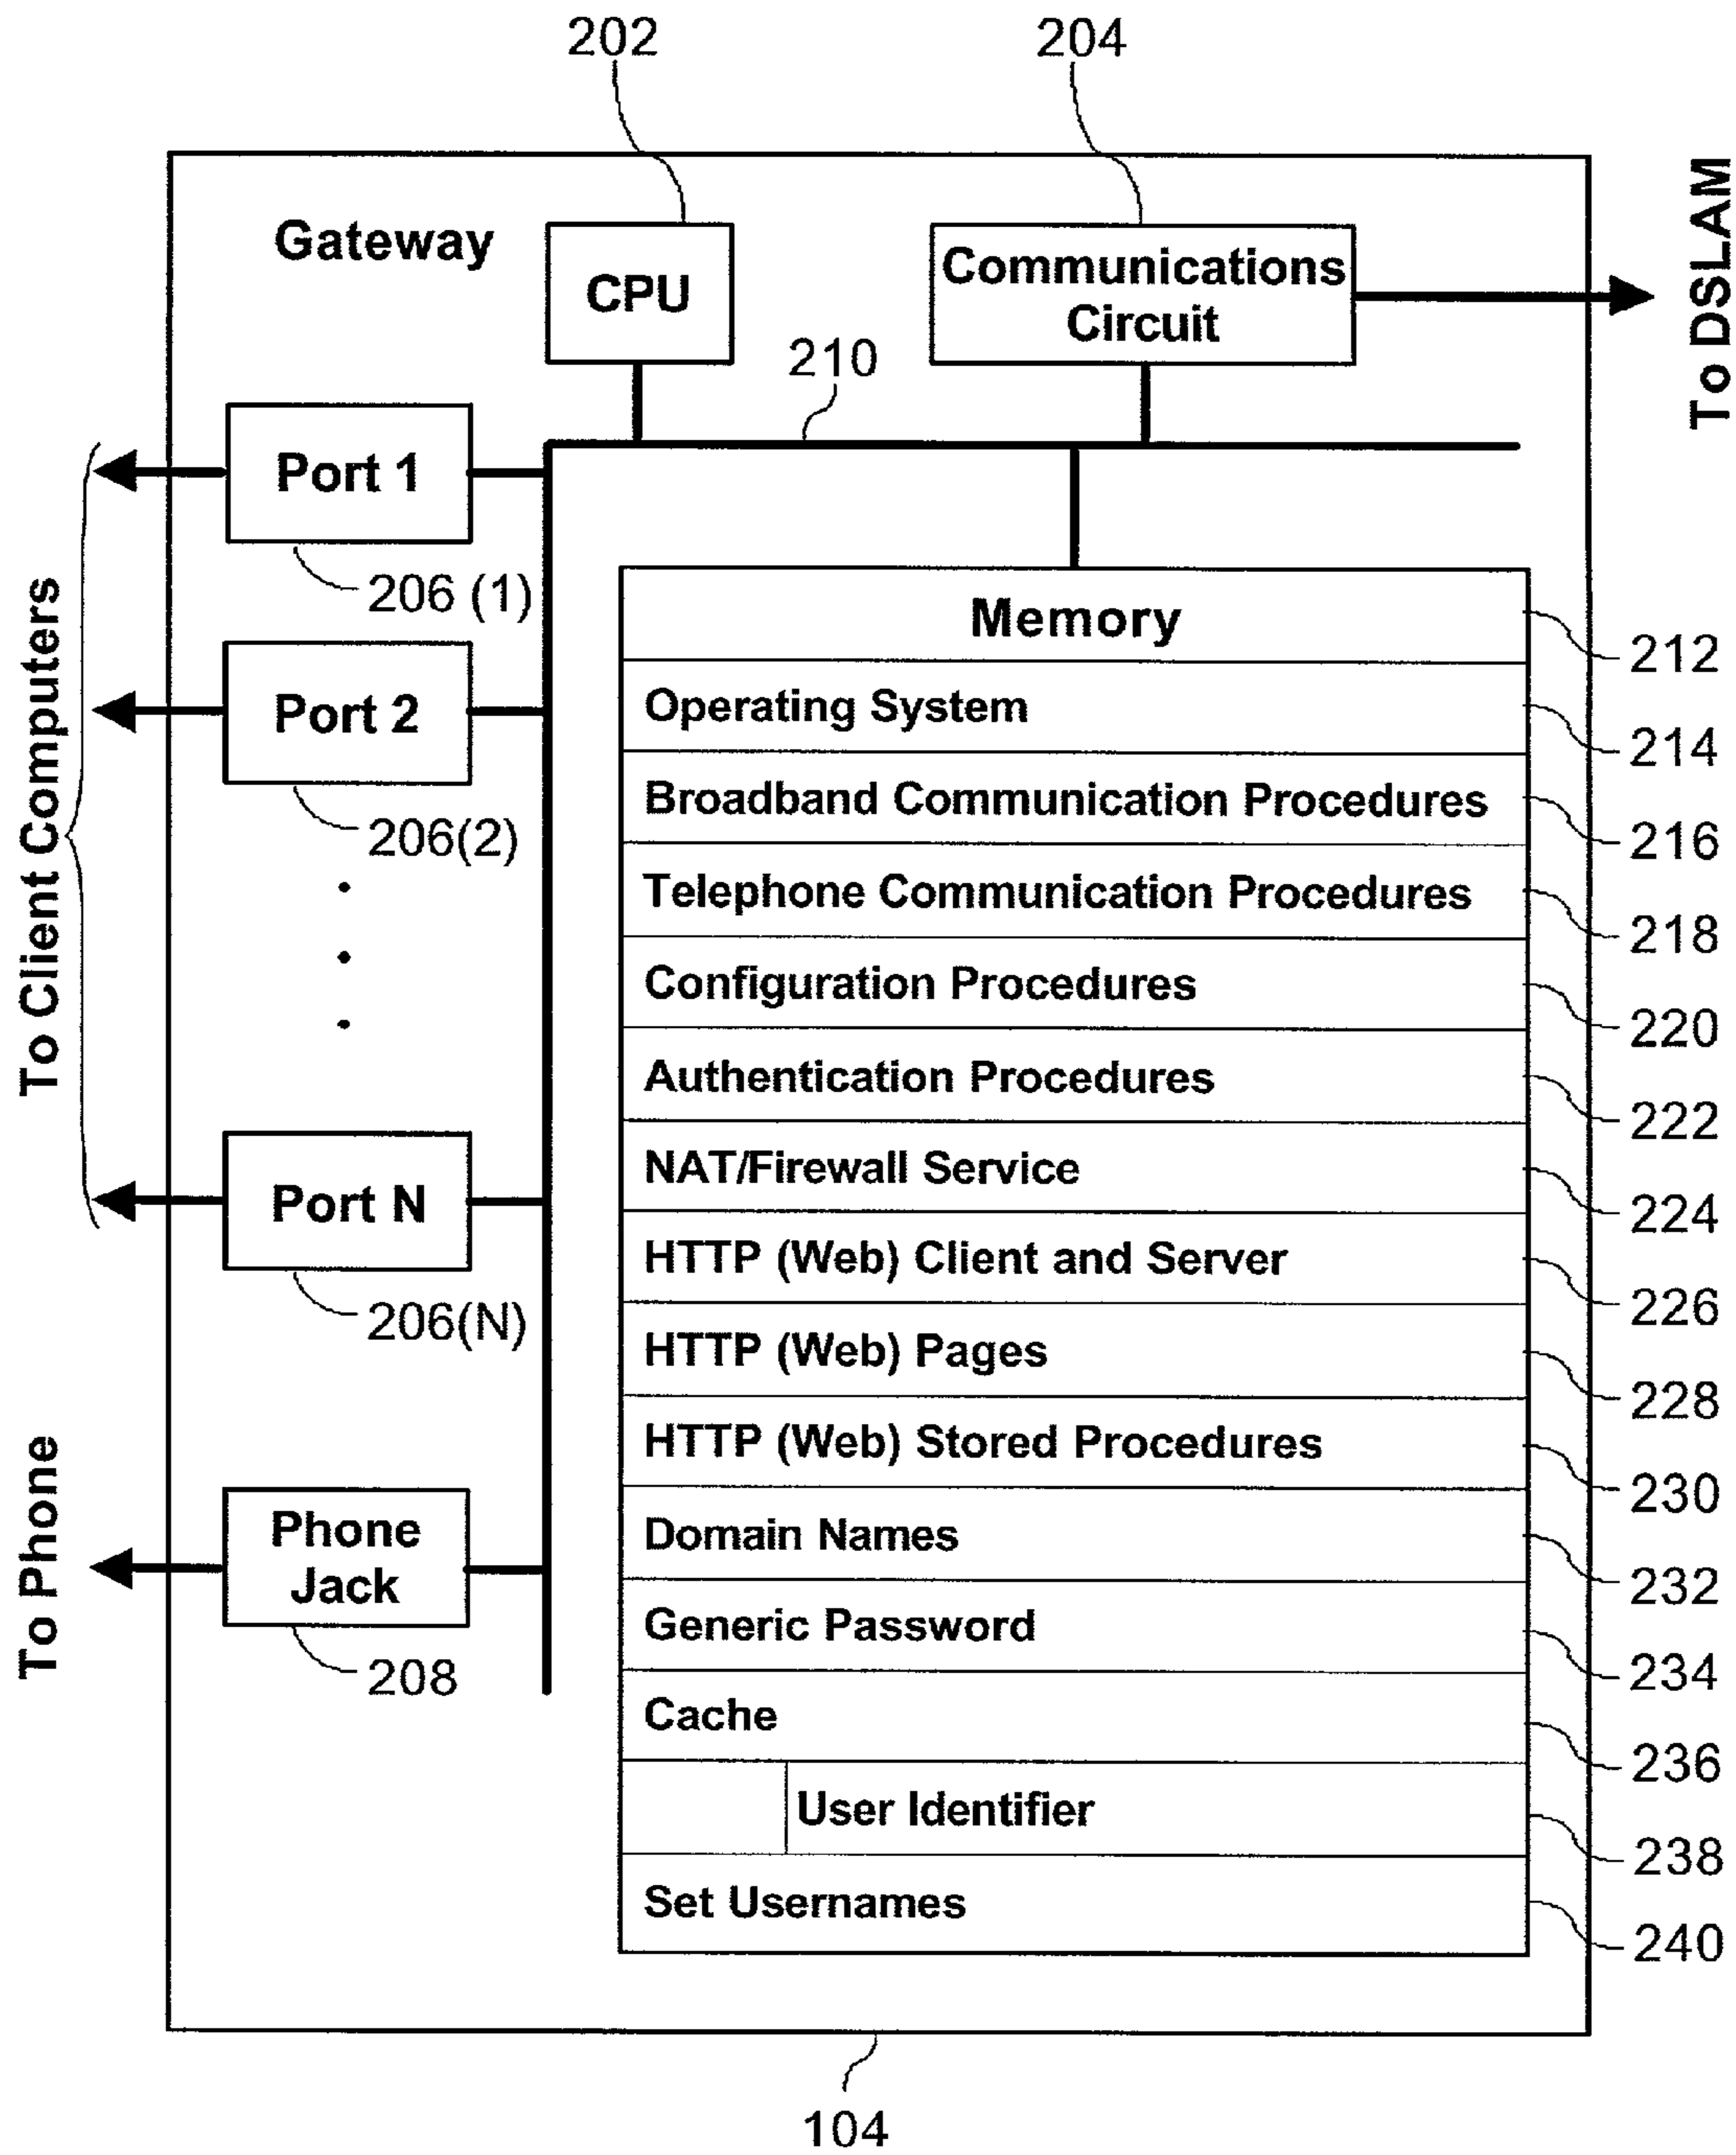 202
204
Gateway
CPU
Communications
Circuit
To DSLAM
210
Port 1
206 (1)
Port 2
206(2)
To Client Computers
Port N
206(N)
Phone
Jack
208
To Phone
Memory
212
Operating System
214
Broadband Communication Procedures
216
Telephone Communication Procedures
218
Configuration Procedures
220
Authentication Procedures
222
NAT/Firewall Service
224
HTTP (Web) Client and Server
226
HTTP (Web) Pages
228
HTTP (Web) Stored Procedures
230
Domain Names
232
Generic Password
234
Cache
236
User Identifier
238
Set Usernames
240
104